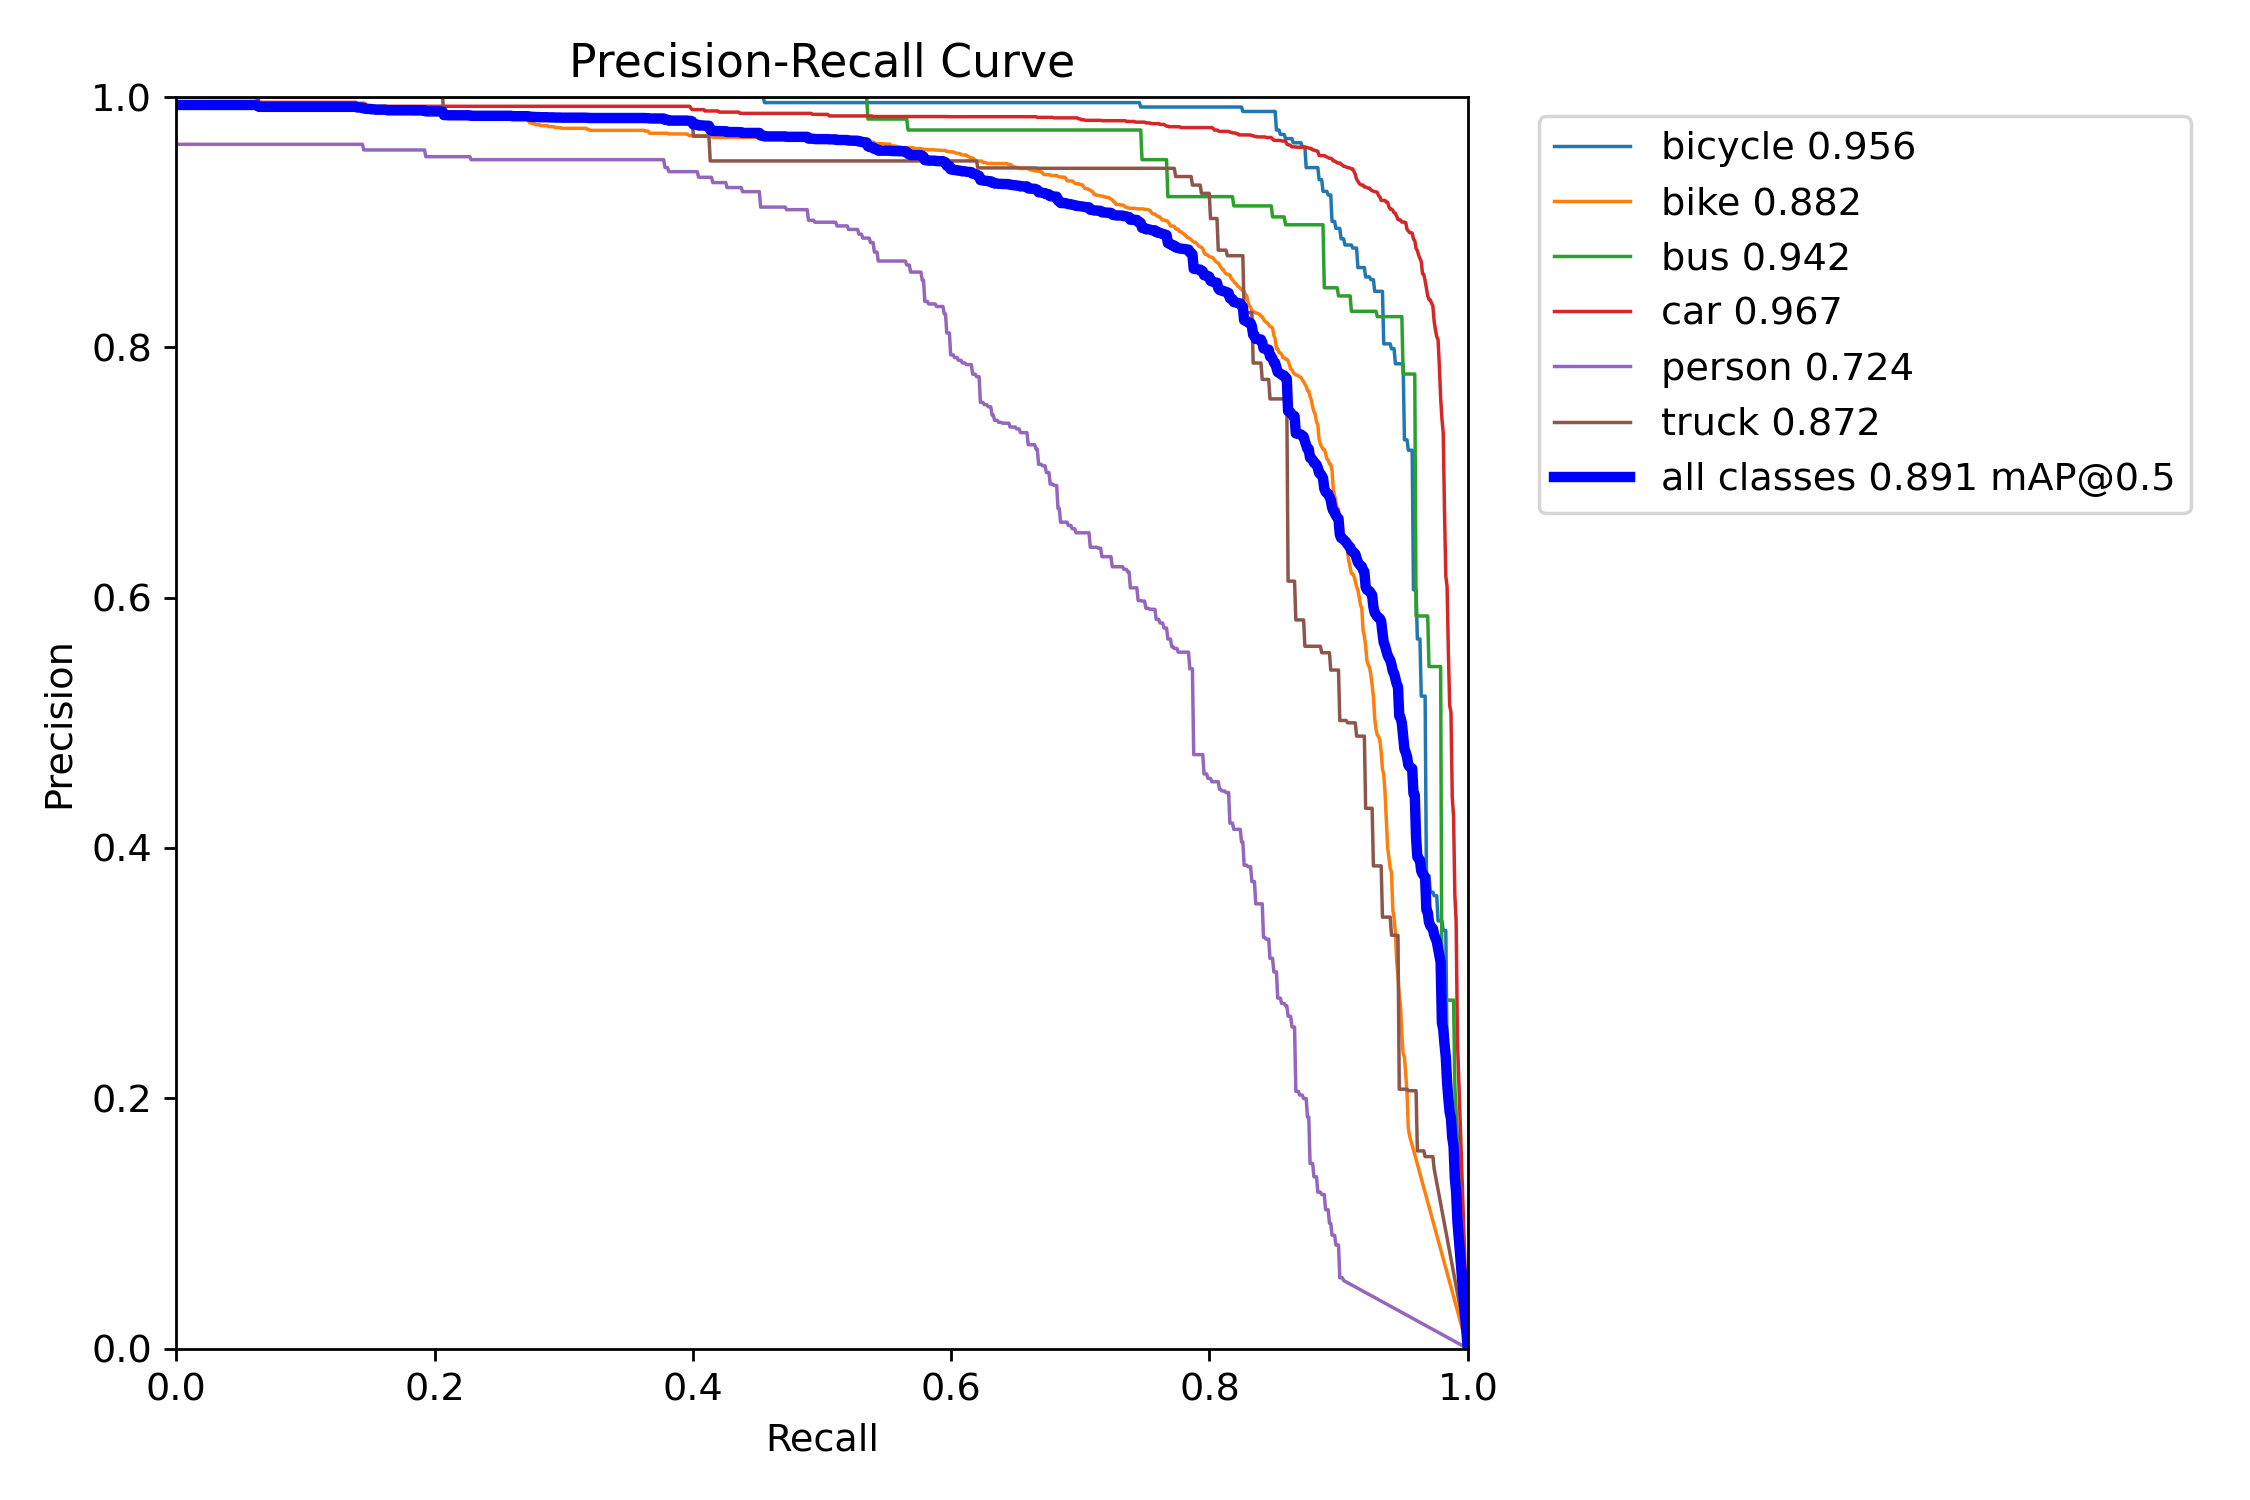 Precision-Recall Curve
1.0
0.8
0.6
0.4
0.2
0.0
Precision
0.0 0.2 0.4 0.6 0.8 1.0
Recall
bicycle 0.956
bike 0.882
bus 0.942
car 0.967
person 0.724
truck 0.872
all classes 0.891 mAP@0.5